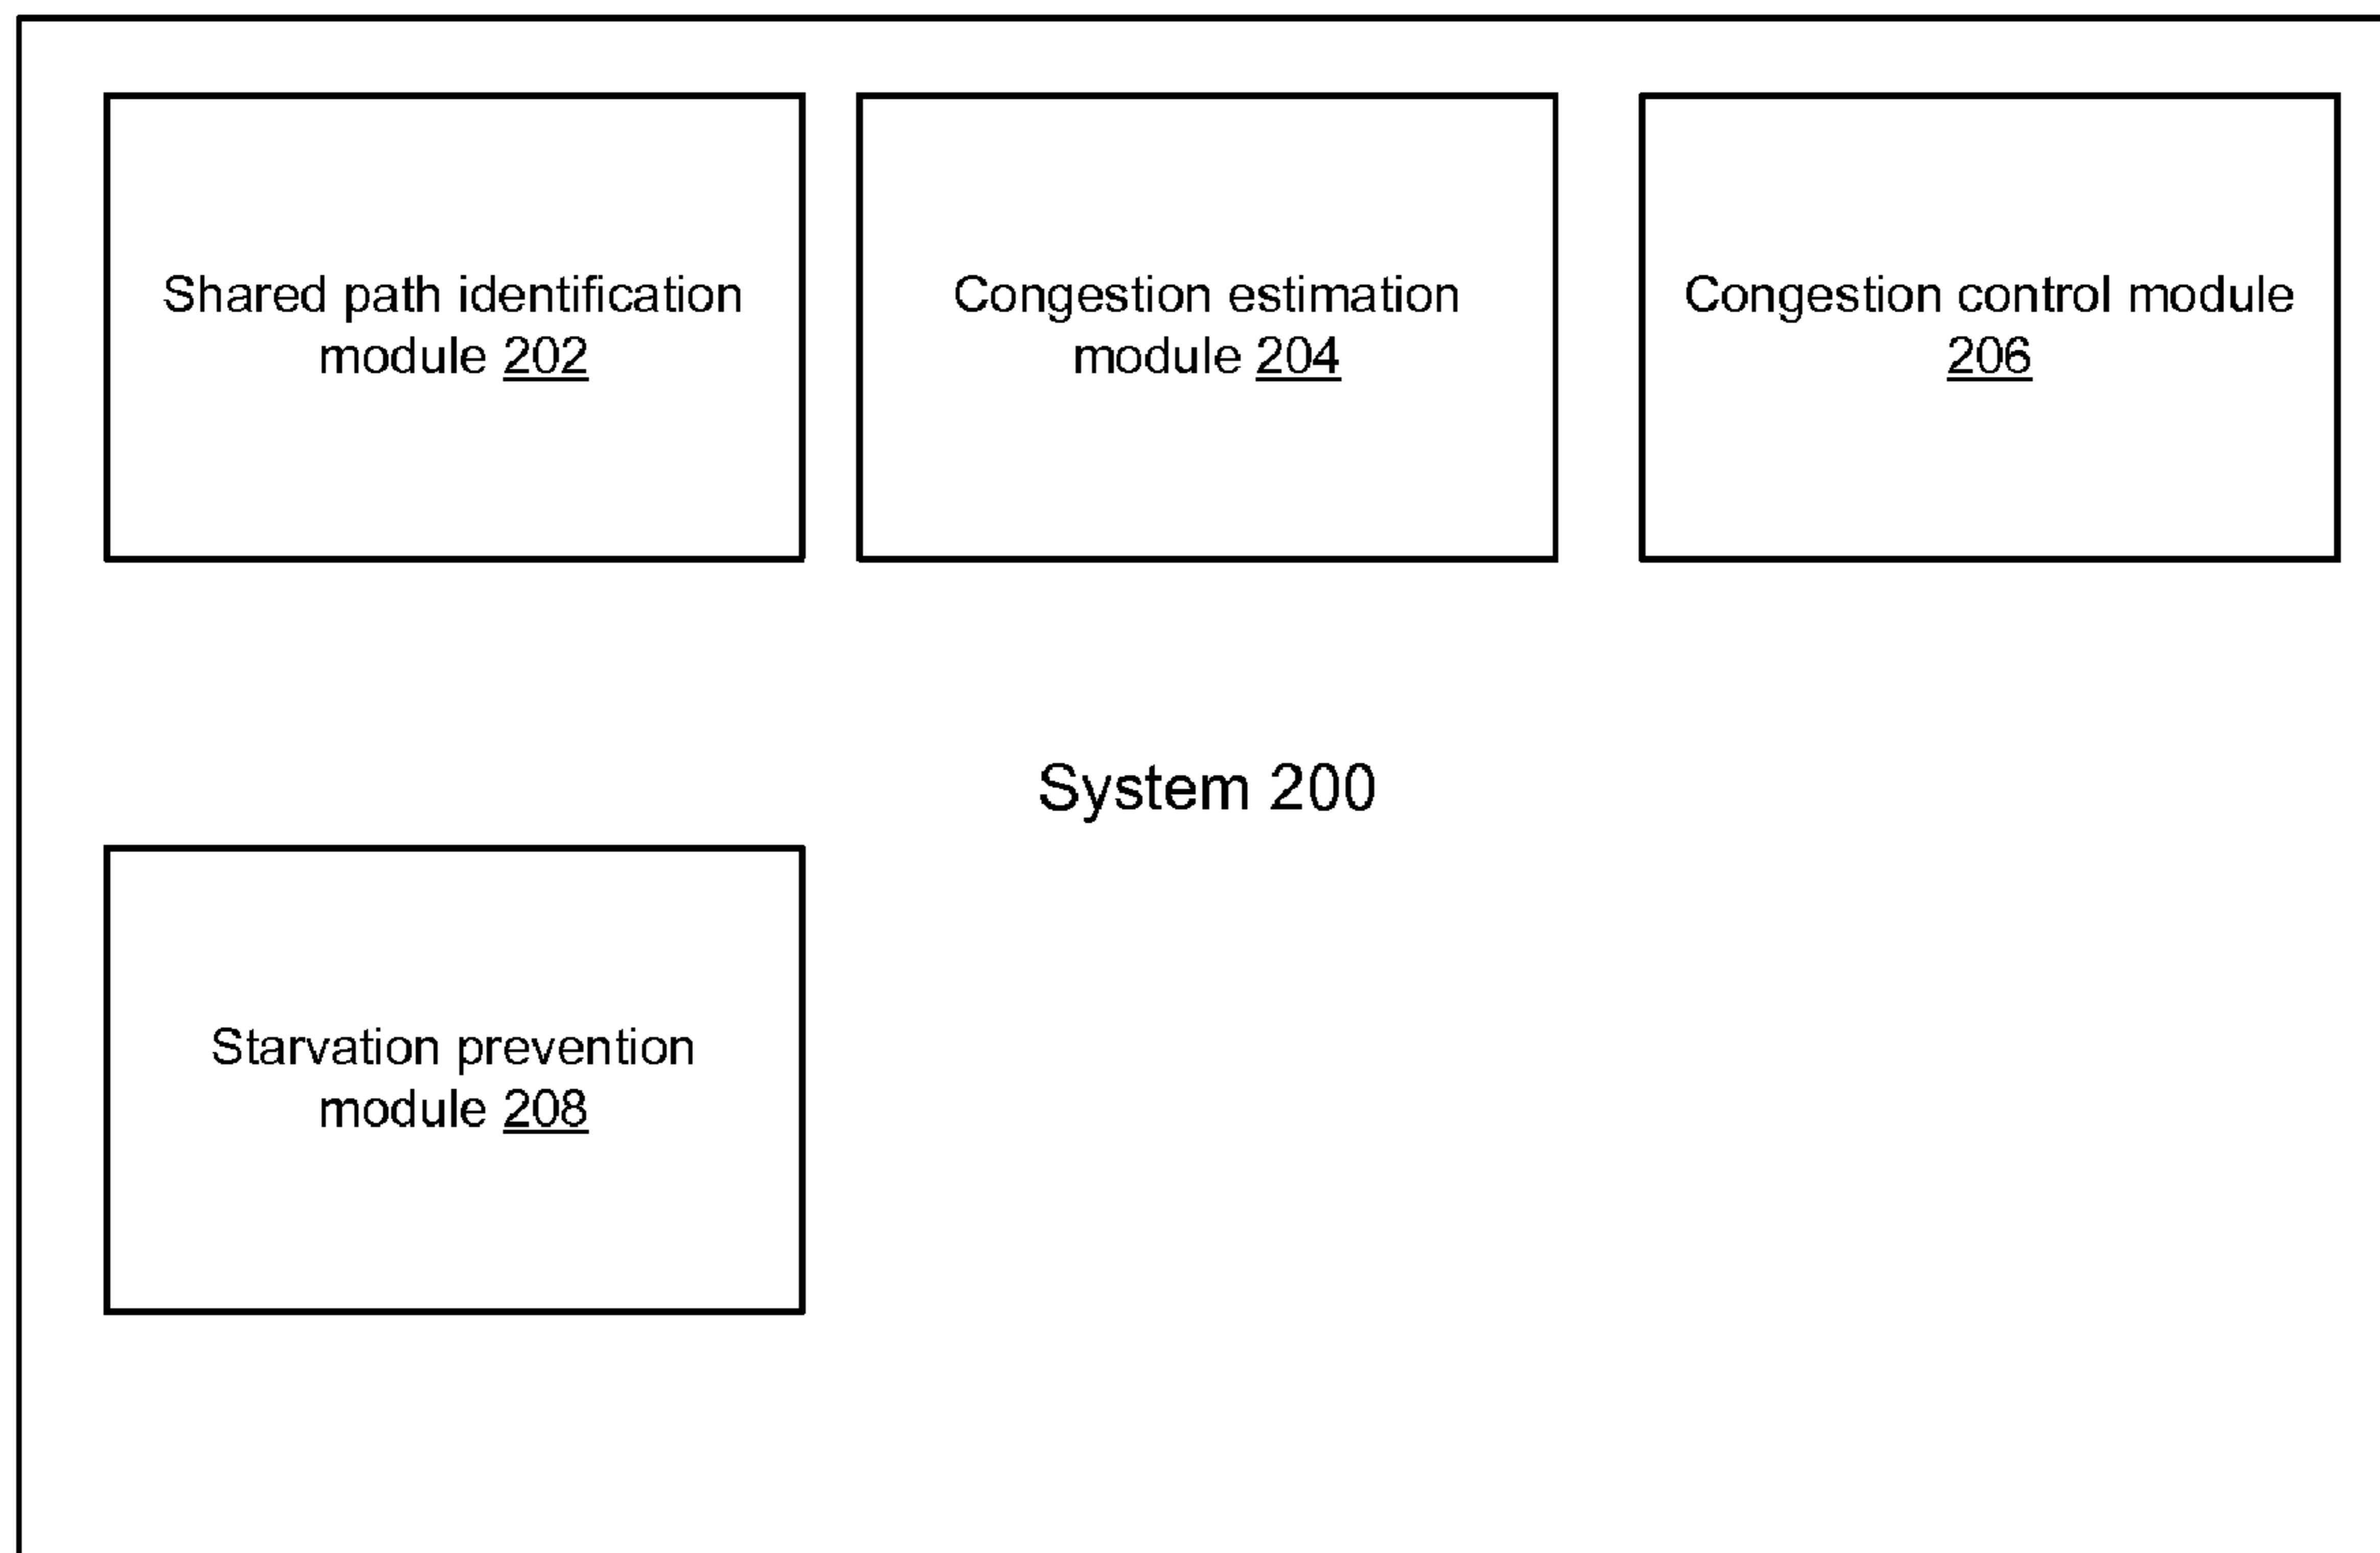 Shared path identification
module 202
Congestion estimation
module 204
Congestion control module
206
System 200
Starvation prevention
module 208